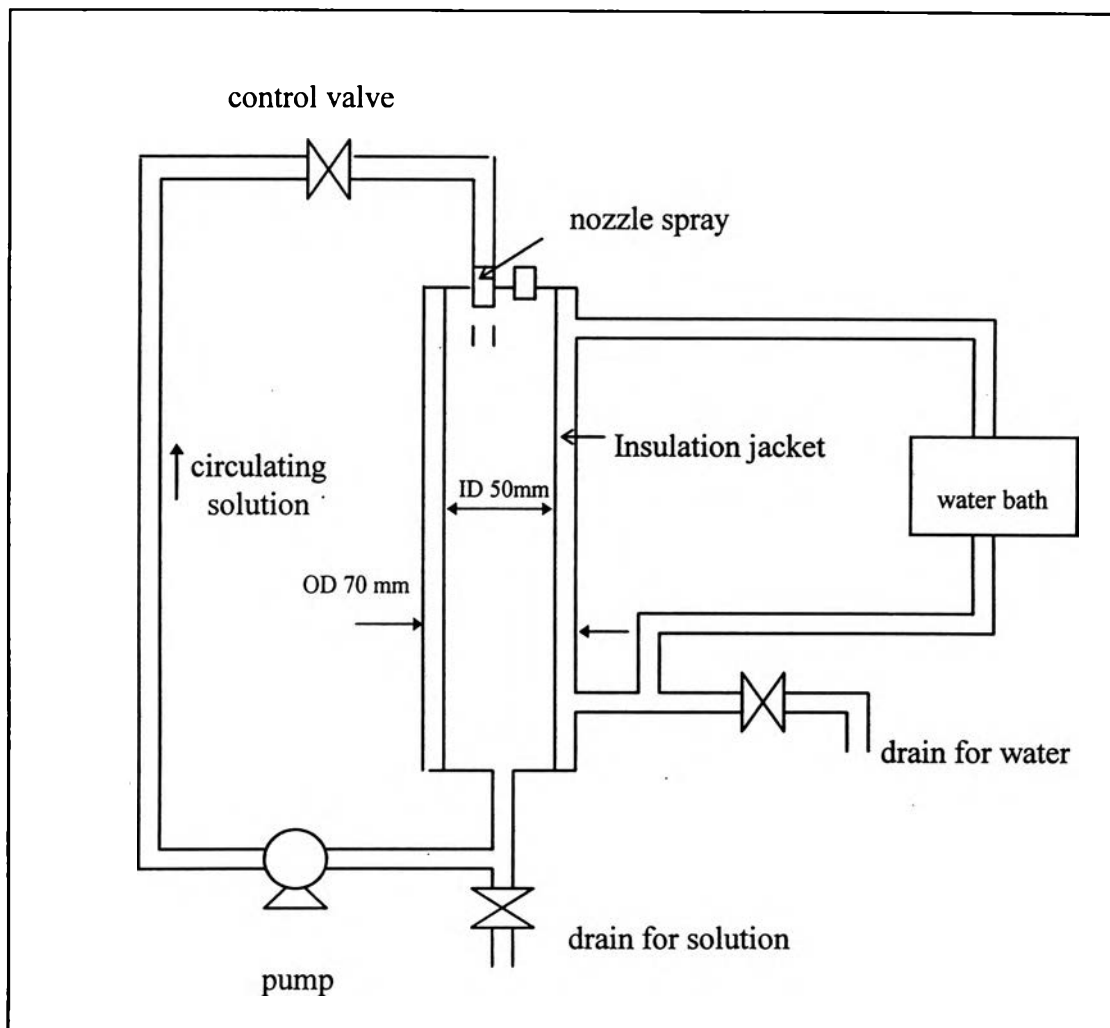 control valve
nozzle spray
circulating
solution
Insulation jacket
ID 50mm
water bath
OD 70 mm
drain for water
drain for solution
pump